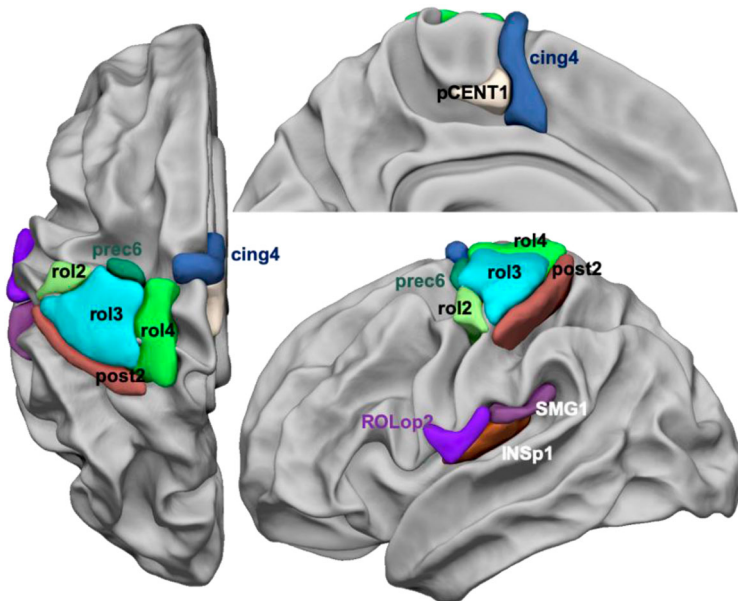 cing4
pCENT1
prec6
cing4
rol2
rol3
rol4
post2
rol4
rol3
post2
prec6
rol2
ROLop2
SMG1
INSp1